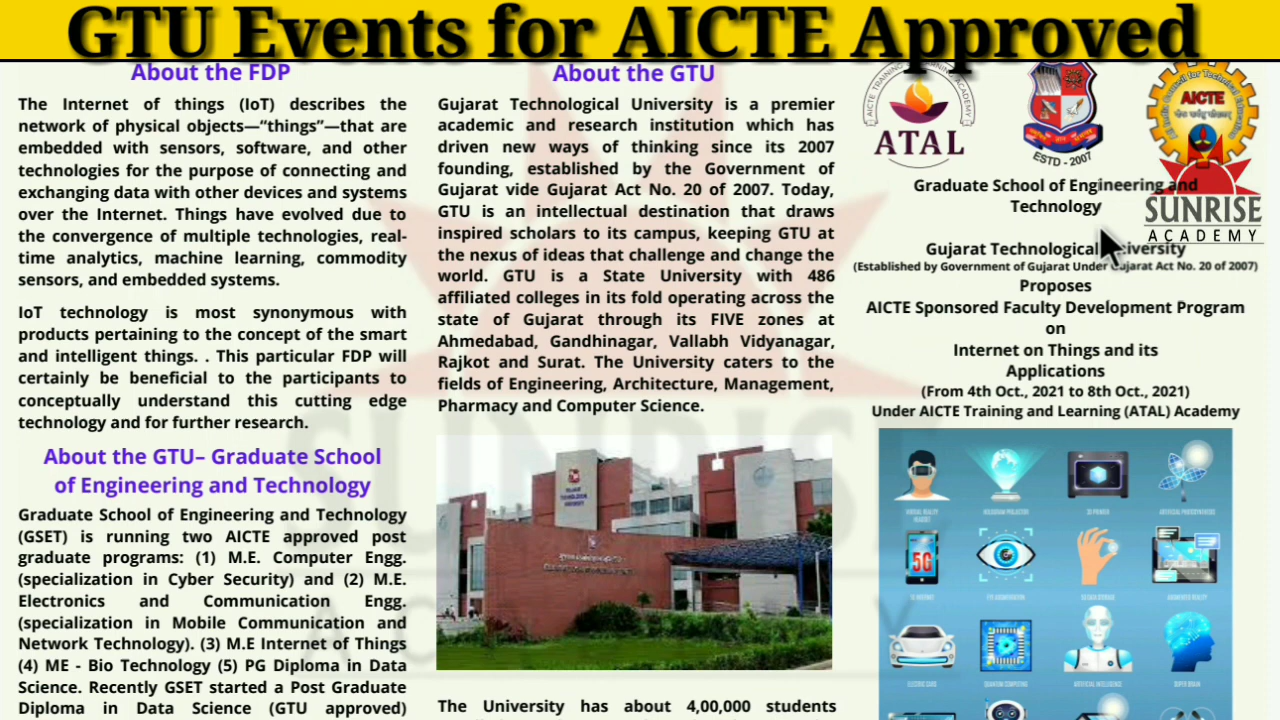 GTU Events for AICTE Approved
About the FDP
The Internet of things (IoT) describes the
network of physical objects—“things”—that are
embedded with sensors, software, and other
technologies for the purpose of connecting and
exchanging data with other devices and systems
over the Internet. Things have evolved due to
the convergence of multiple technologies, real-
time analytics, machine learning, commodity
sensors, and embedded systems.
IoT technology is most synonymous with
products pertaining to the concept of the smart
and intelligent things. . This particular FDP will
certainly be beneficial to the participants to
conceptually understand this cutting edge
technology and for further research.
About the GTU– Graduate School
of Engineering and Technology
Graduate School of Engineering and Technology
(GSET) is running two AICTE approved post
graduate programs: (1) M.E. Computer Engg.
(specialization in Cyber Security) and (2) M.E.
Electronics and Communication Engg.
(specialization in Mobile Communication and
Network Technology). (3) M.E Internet of Things
(4) ME - Bio Technology (5) PG Diploma in Data
Science. Recently GSET started a Post Graduate
Diploma in Data Science (GTU approved)
About the GTU
Gujarat Technological University is a premier
academic and research institution which has
driven new ways of thinking since its 2007
founding, established by the Government of
Gujarat vide Gujarat Act No. 20 of 2007. Today,
GTU is an intellectual destination that draws
inspired scholars to its campus, keeping GTU at
the nexus of ideas that challenge and change the
world. GTU is a State University with 486
affiliated colleges in its fold operating across the
state of Gujarat through its FIVE zones at
Ahmedabad, Gandhinagar, Vallabh Vidyanagar,
Rajkot and Surat. The University caters to the
fields of Engineering, Architecture, Management,
Pharmacy and Computer Science.
The University has about 4,00,000 students
ATAL
ESTD - 2007
AICTE
SUNRISE
ACADEMY
Graduate School of Engineering and
Technology
Gujarat Technological University
(Established by Government of Gujarat Under Gujarat Act No. 20 of 2007)
Proposes
AICTE Sponsored Faculty Development Program
on
Internet on Things and its
Applications
(From 4th Oct., 2021 to 8th Oct., 2021)
Under AICTE Training and Learning (ATAL) Academy
5G
3D PRINTER
ELECTRIC CARS
QUANTUM COMPUTING
ARTIFICIAL INTELLIGENCE
SUPER BRAIN